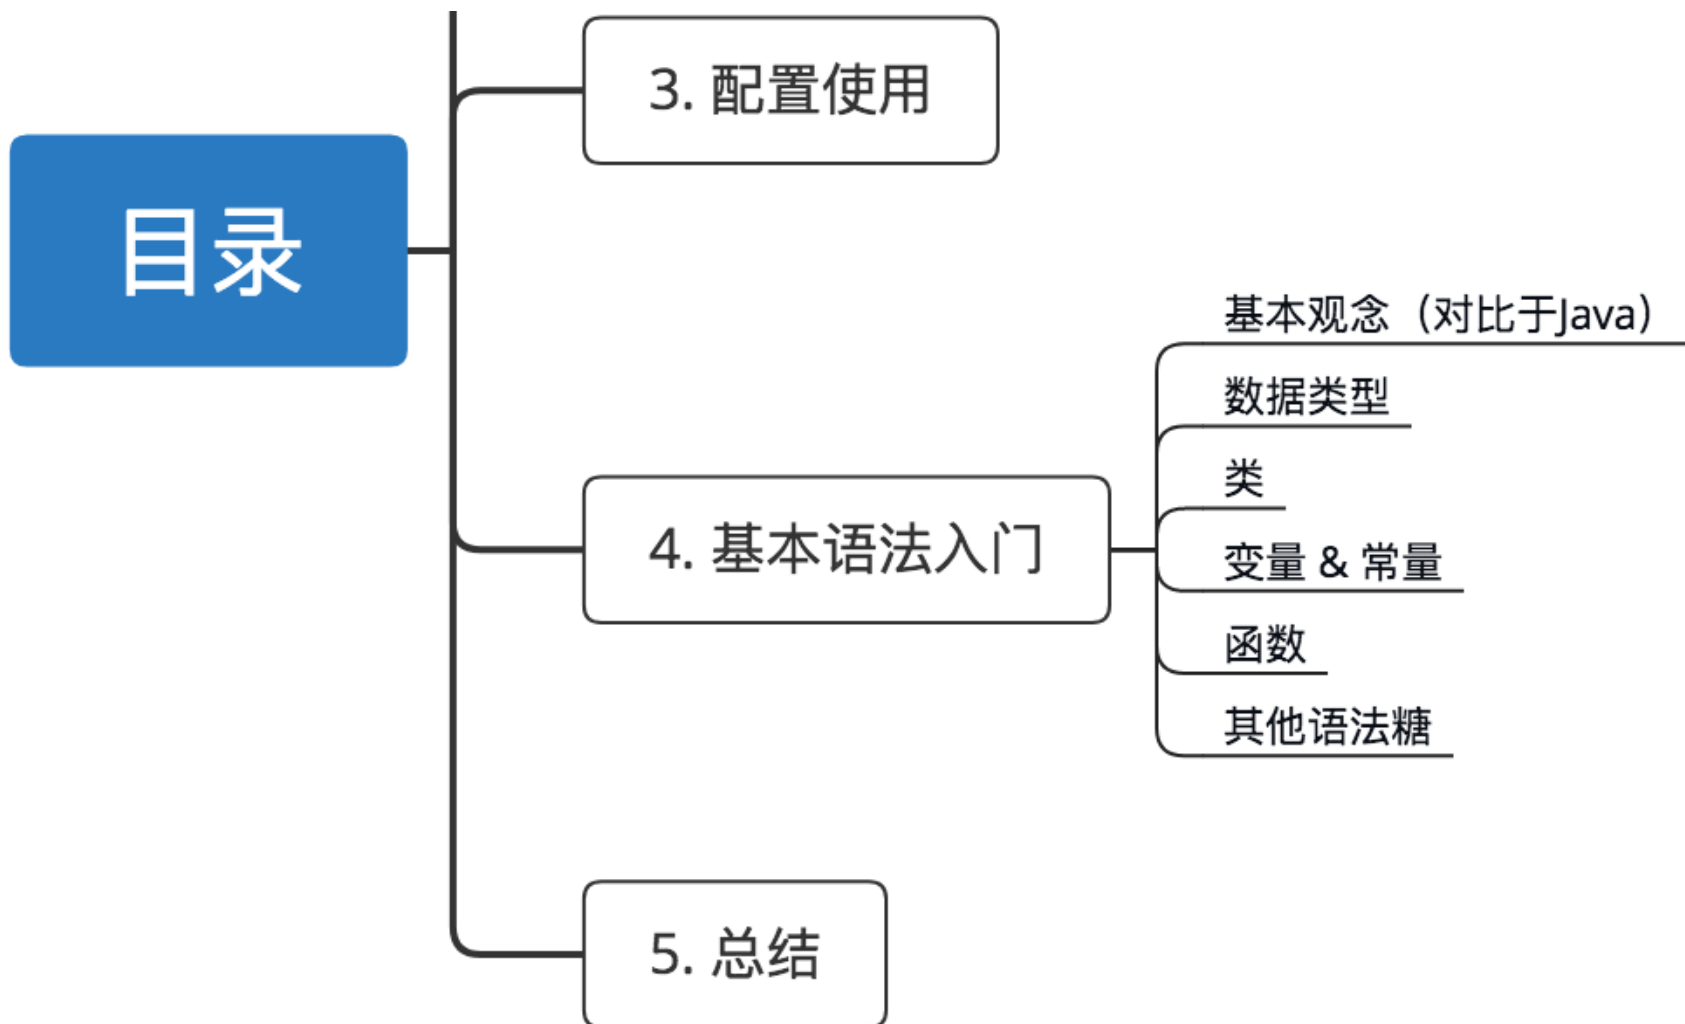 目录
3. 配置使用
4. 基本语法入门
基本观念（对比于Java）
数据类型
类
变量 & 常量
函数
其他语法糖
5. 总结